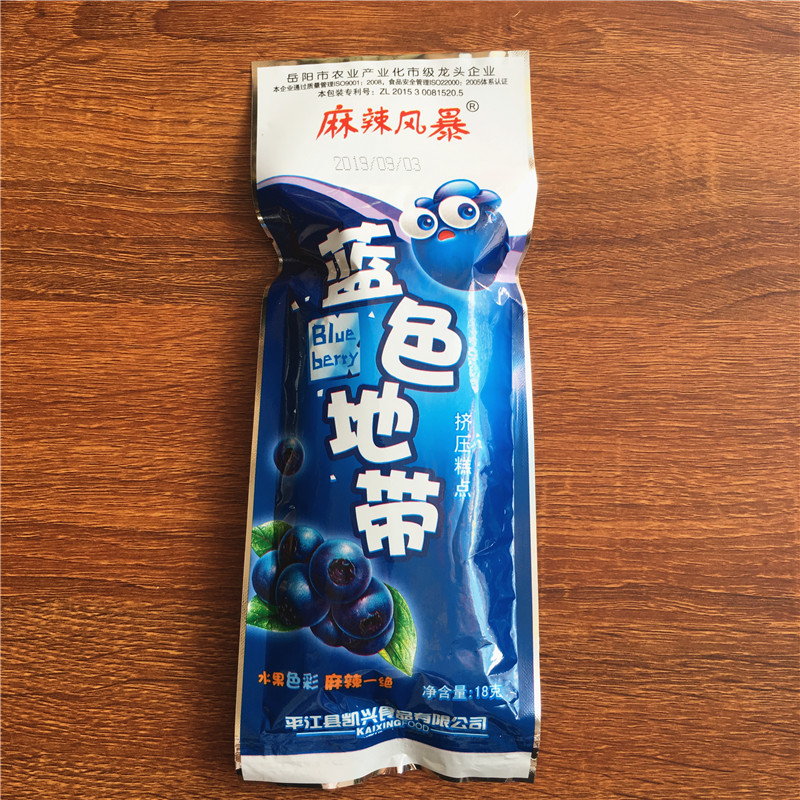 岳阳市农业产业化市级龙头企业
本企业通过质量管理ISO9001：2008，食品安全管理ISO22000：2005体系认证
本包装专利号：ZL 2015 3 0081520.5
麻辣风暴®
2019/09/03
蓝色地带
Blue
berry
挤压糕点
水果色彩 麻辣一绝
净含量:18克
平江县凯兴食品有限公司
KAIXINGFOOD